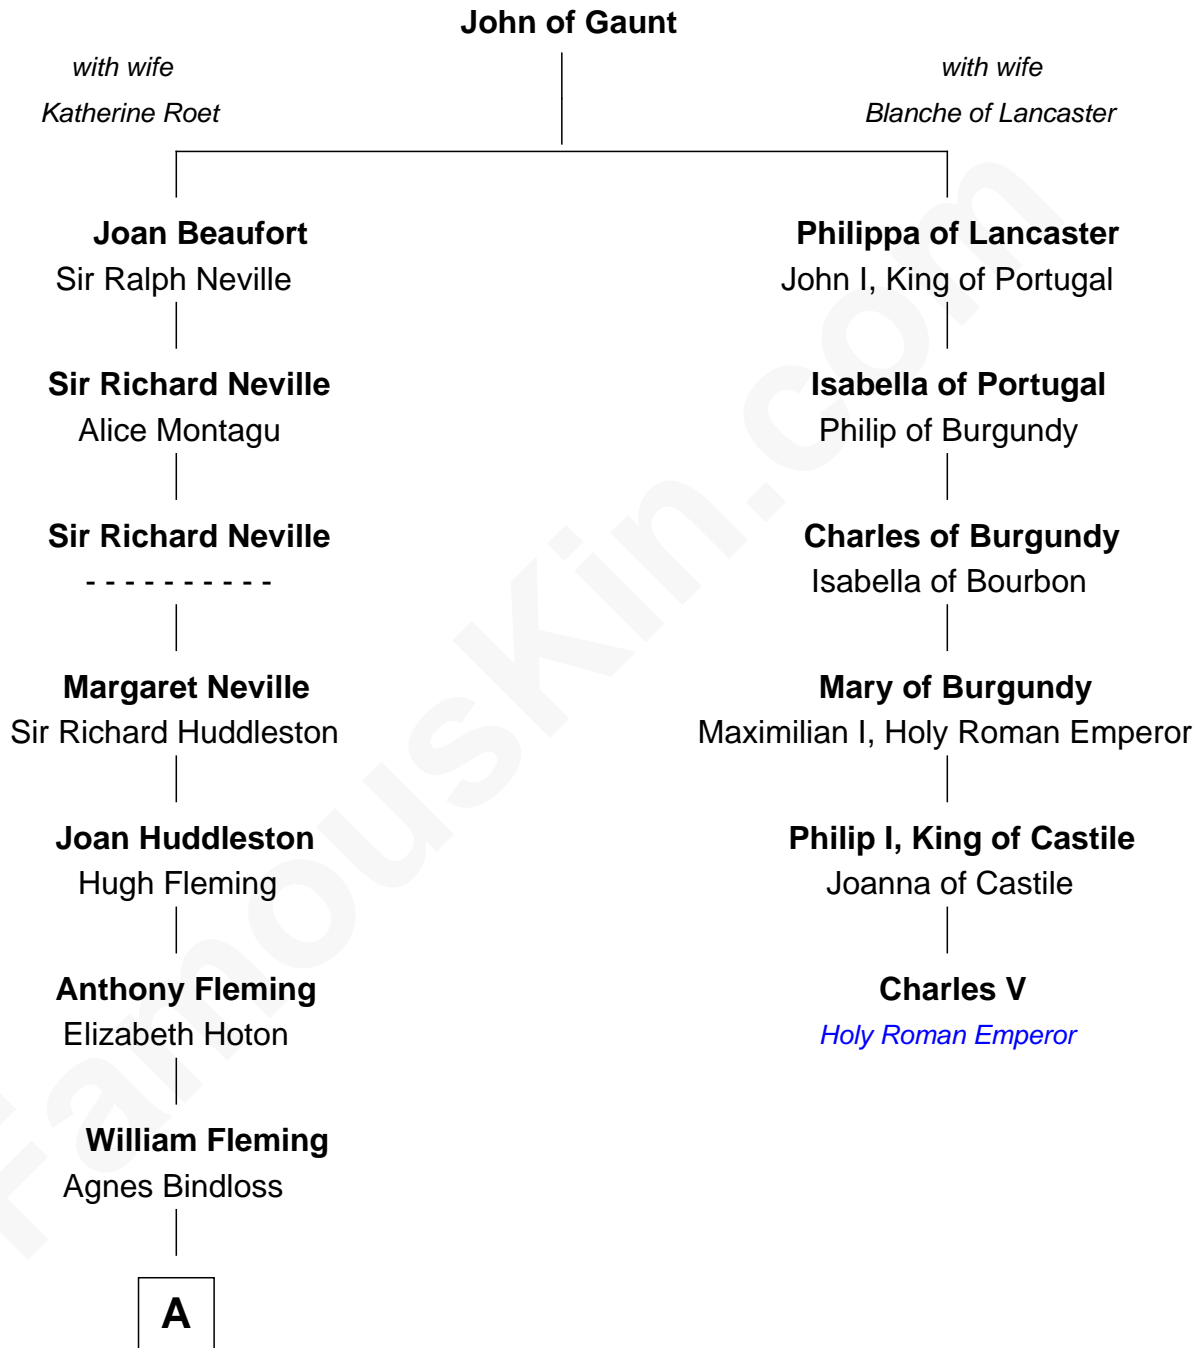 John of Gaunt
with wife
Katherine Roet
with wife
Blanche of Lancaster
Joan Beaufort
Sir Ralph Neville
Philippa of Lancaster
John I, King of Portugal
Sir Richard Neville
Alice Montagu
Isabella of Portugal
Philip of Burgundy
Sir Richard Neville
- - - - - - - - - -
Charles of Burgundy
Isabella of Bourbon
Margaret Neville
Sir Richard Huddleston
Mary of Burgundy
Maximilian I, Holy Roman Emperor
Joan Huddleston
Hugh Fleming
Philip I, King of Castile
Joanna of Castile
Anthony Fleming
Elizabeth Hoton
Charles V
Holy Roman Emperor
William Fleming
Agnes Bindloss
A
FamousKin.com